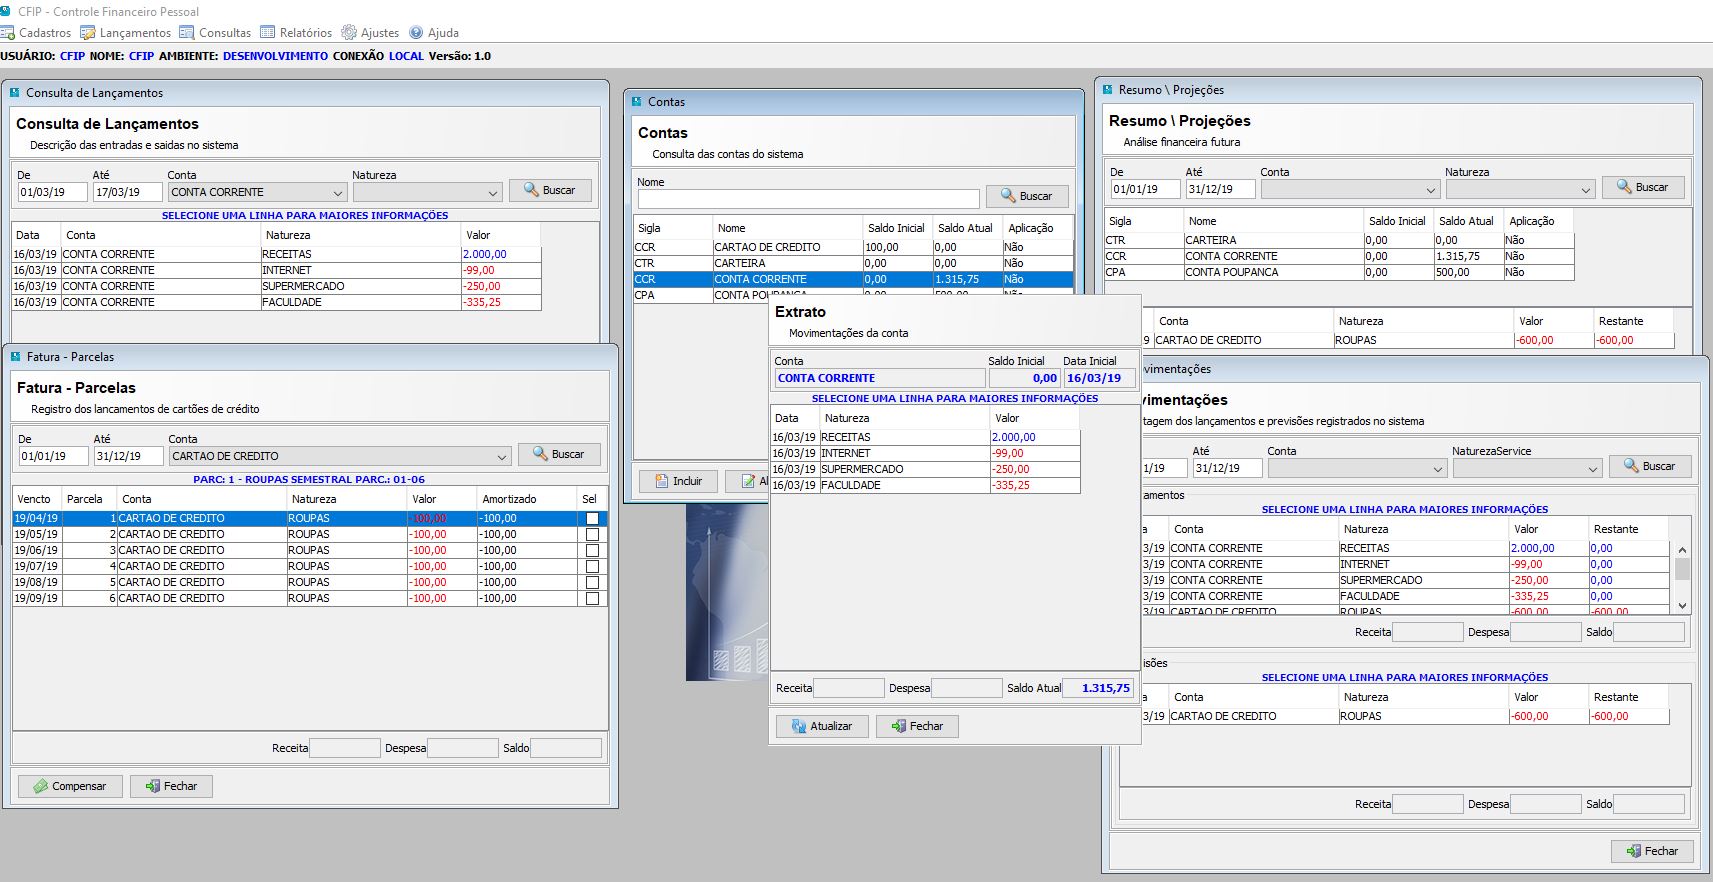 CFIP - Controle Financeiro Pessoal
Cadastros Lançamentos Consultas Relatórios Ajustes Ajuda
USUÁRIO: CFIP NOME: CFIP AMBIENTE: DESENVOLVIMENTO CONEXÃO LOCAL Versão: 1.0
Consulta de Lançamentos
Consulta de Lançamentos
Descrição das entradas e saidas no sistema
De Até Conta Natureza
01/03/19 17/03/19 CONTA CORRENTE Buscar
SELECIONE UMA LINHA PARA MAIORES INFORMAÇÕES
Data Conta Natureza Valor
16/03/19 CONTA CORRENTE RECEITAS 2.000,00
16/03/19 CONTA CORRENTE INTERNET -99,00
16/03/19 CONTA CORRENTE SUPERMERCADO -250,00
16/03/19 CONTA CORRENTE FACULDADE -335,25
Fatura - Parcelas
Fatura - Parcelas
Registro dos lancamentos de cartões de crédito
De Até Conta
01/01/19 31/12/19 CARTAO DE CREDITO Buscar
PARC: 1 - ROUPAS SEMESTRAL PARC.: 01-06
Vencto Parcela Conta Natureza Valor Amortizado Sel
19/04/19 1 CARTAO DE CREDITO ROUPAS -100,00 -100,00
19/05/19 2 CARTAO DE CREDITO ROUPAS -100,00 -100,00
19/06/19 3 CARTAO DE CREDITO ROUPAS -100,00 -100,00
19/07/19 4 CARTAO DE CREDITO ROUPAS -100,00 -100,00
19/08/19 5 CARTAO DE CREDITO ROUPAS -100,00 -100,00
19/09/19 6 CARTAO DE CREDITO ROUPAS -100,00 -100,00
Receita Despesa Saldo
Compensar Fechar
Contas
Contas
Consulta das contas do sistema
Nome
Buscar
Sigla Nome Saldo Inicial Saldo Atual Aplicação
CCR CARTAO DE CREDITO 100,00 0,00 Não
CTR CARTEIRA 0,00 0,00 Não
CCR CONTA CORRENTE 0,00 1.315,75 Não
CPA CONTA POUPANCA 0,00 500,00 Não
Incluir Al
Extrato
Movimentações da conta
Conta Saldo Inicial Data Inicial
CONTA CORRENTE 0,00 16/03/19
SELECIONE UMA LINHA PARA MAIORES INFORMAÇÕES
Data Natureza Valor
16/03/19 RECEITAS 2.000,00
16/03/19 INTERNET -99,00
16/03/19 SUPERMERCADO -250,00
16/03/19 FACULDADE -335,25
Receita Despesa Saldo Atual 1.315,75
Atualizar Fechar
Resumo \ Projeções
Resumo \ Projeções
Análise financeira futura
De Até Conta Natureza
01/01/19 31/12/19 Buscar
Sigla Nome Saldo Inicial Saldo Atual Aplicação
CTR CARTEIRA 0,00 0,00 Não
CCR CONTA CORRENTE 0,00 1.315,75 Não
CPA CONTA POUPANCA 0,00 500,00 Não
Conta Natureza Valor Restante
9 CARTAO DE CREDITO ROUPAS -600,00 -600,00
vimentações
vimentações
tagem dos lançamentos e previsões registrados no sistema
Até Conta NaturezaService
1/19 31/12/19 Buscar
amentos
SELECIONE UMA LINHA PARA MAIORES INFORMAÇÕES
a Conta Natureza Valor Restante
3/19 CONTA CORRENTE RECEITAS 2.000,00 0,00
3/19 CONTA CORRENTE INTERNET -99,00 0,00
3/19 CONTA CORRENTE SUPERMERCADO -250,00 0,00
3/19 CONTA CORRENTE FACULDADE -335,25 0,00
3/19 CARTAO DE CREDITO ROUPAS -600,00 -600,00
Receita Despesa Saldo
isões
SELECIONE UMA LINHA PARA MAIORES INFORMAÇÕES
a Conta Natureza Valor Restante
3/19 CARTAO DE CREDITO ROUPAS -600,00 -600,00
Receita Despesa Saldo
Fechar